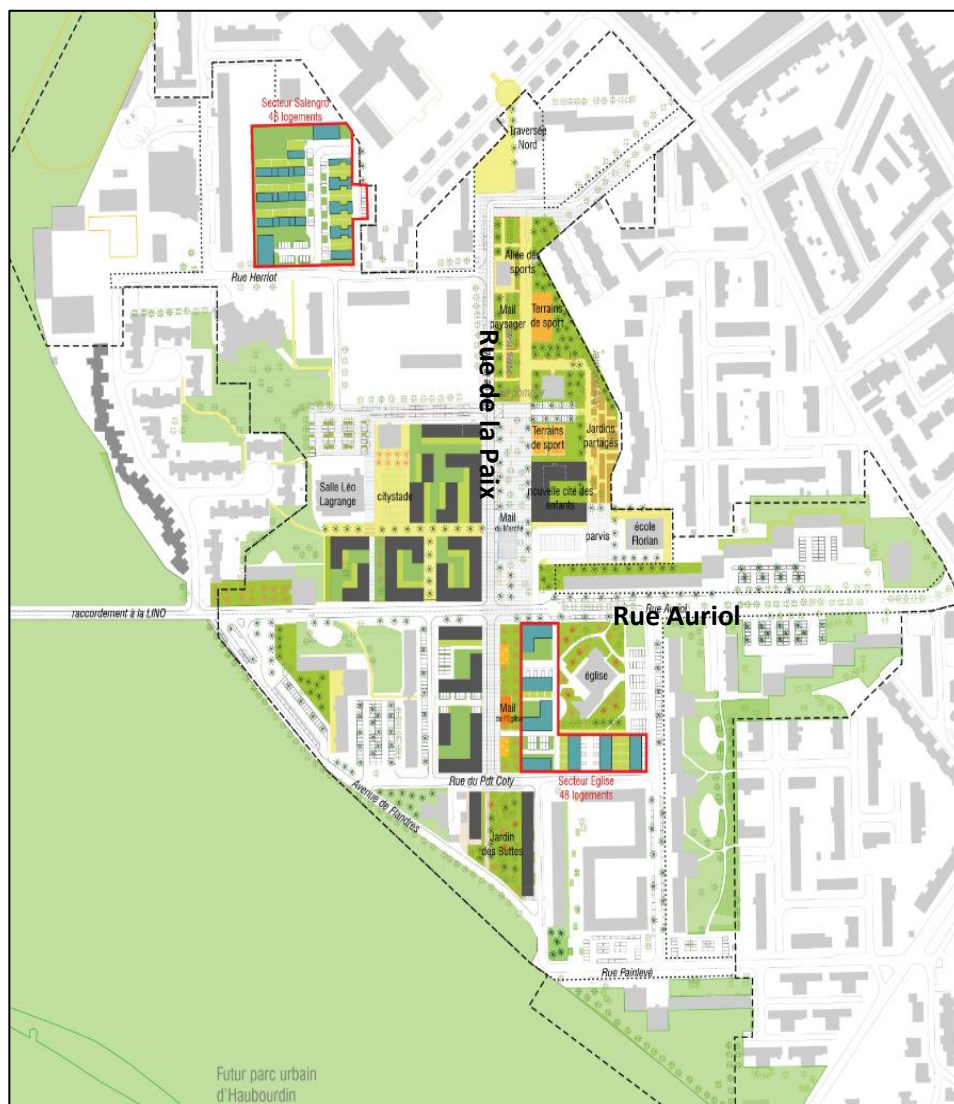 Secteur Salengro
46 logements
Traversée
Nord
Rue Herriot
Allée des
sports
Mail
paysager
Terrains
de sport
Rue de la Paix
Terrains
de sport
Jardins
partagés
Salle Léo
Lagrange
citystade
nouvelle cité des
enfants
Mail
du Marché
parvis
école
Florian
raccordement à la LINO
Rue Auriol
Rue Auriol
église
Mail
de l'Eglise
Rue du Pdt Coty
Secteur Eglise
48 logements
Avenue de Flandres
Jardin
des Buttes
Rue Painlevé
Futur parc urbain
d'Haubourdin